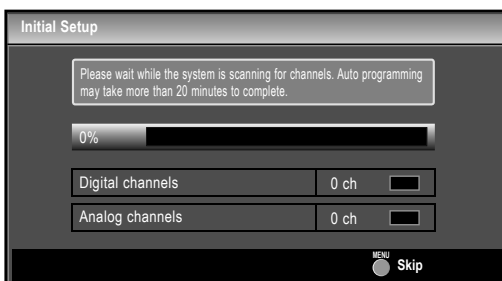 Initial Setup
Please wait while the system is scanning for channels. Auto programming
may take more than 20 minutes to complete.
0%
Digital channels 0 ch
Analog channels 0 ch
MENU Skip